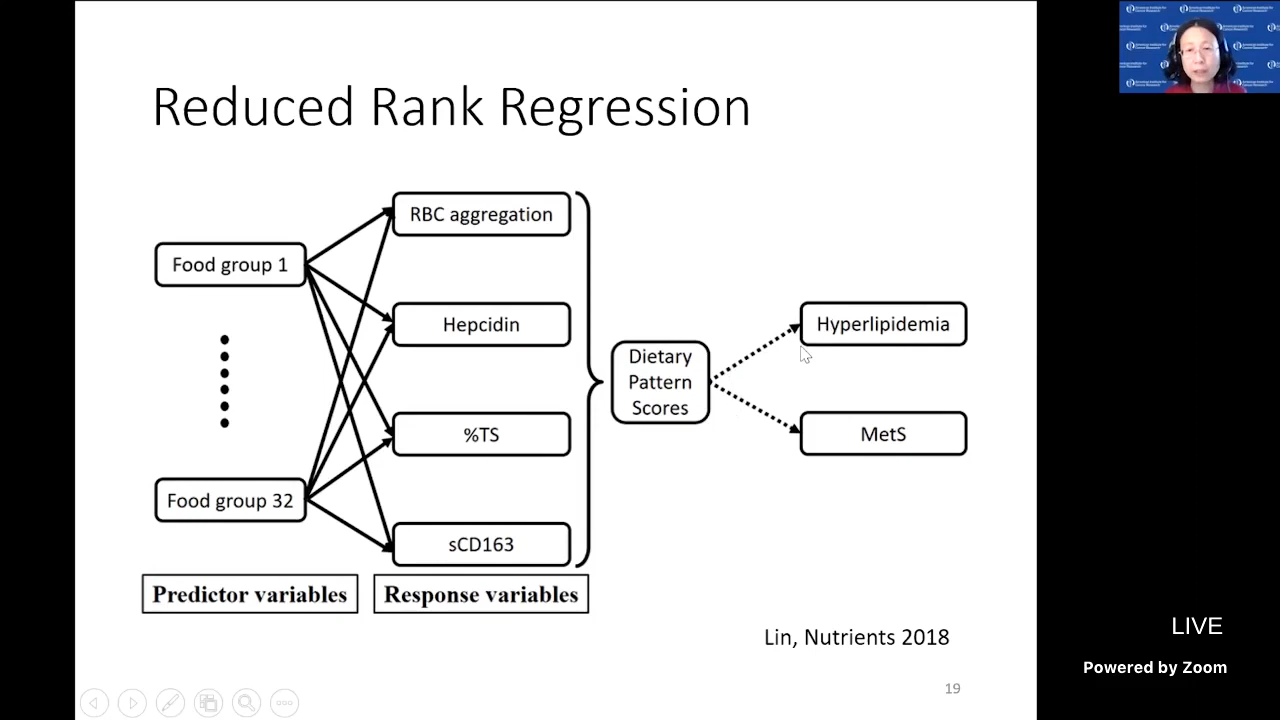 Reduced Rank Regression
RBC aggregation
Food group 1
Hepcidin
Hyperlipidemia
Dietary
Pattern
Scores
%TS
MetS
Food group 32
sCD163
Predictor variables
Response variables
Lin, Nutrients 2018
19
LIVE
Powered by Zoom